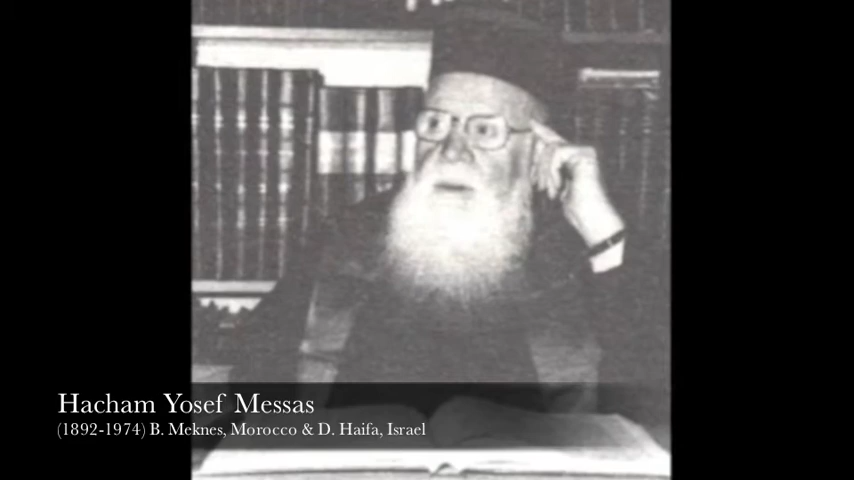 Hacham Yosef Messas
(1892-1974) B. Meknes, Morocco & D. Haifa, Israel